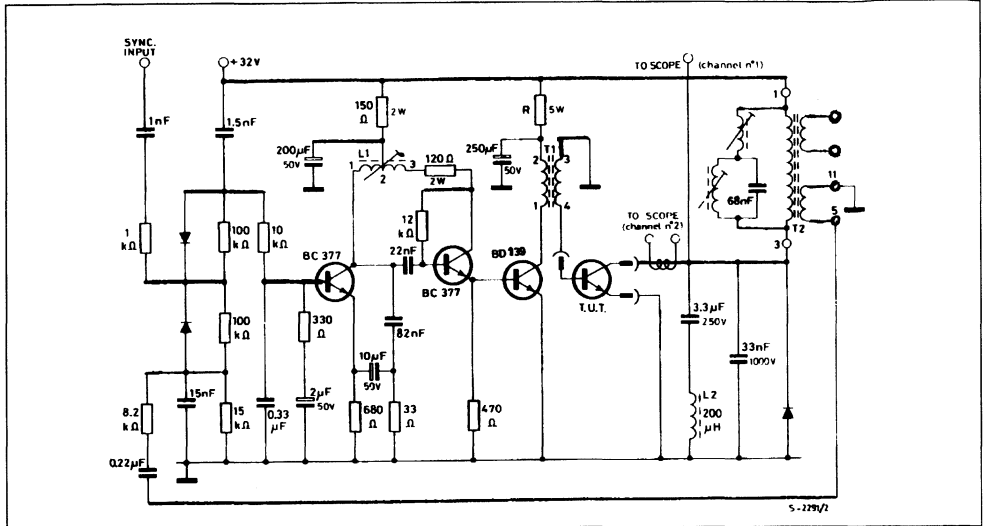 SYNC.
INPUT
+32V
TO SCOPE (channel n°1)
1nF
1.5nF
150
Ω
2W
R
5W
1
200µF
50V
L1
1
2
3
120Ω
2W
250µF
50V
T1
2
3
1
4
68nF
11
5
T2
3
1
kΩ
100
kΩ
10
kΩ
12
kΩ
TO SCOPE
(channel n°2)
BC 377
22nF
BC 377
BD 139
T.U.T.
100
kΩ
330
Ω
82nF
3.3µF
250V
33nF
1000V
10µF
50V
8.2
kΩ
15nF
15
kΩ
0.33
µF
2µF
50V
680
Ω
33
Ω
470
Ω
L2
200
µH
0.22µF
S-2291/2